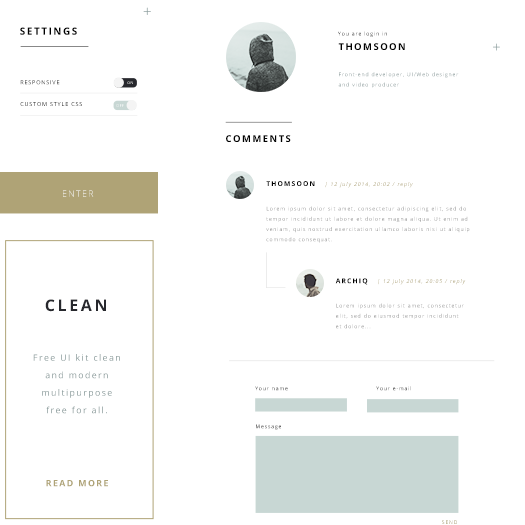 SETTINGS
RESPONSIVE
ON
CUSTOM STYLE CSS
ENTER
CLEAN
Free UI kit clean
and modern
multipurpose
free for all.
READ MORE
You are login in
THOMSOON
Front-end developer, UI/Web designer
and video producer
COMMENTS
THOMSOON | 12 july 2014, 20:02 / reply
Lorem ipsum dolor sit amet, consectetur adipisicing elit, sed do
tempor incididunt ut labore et dolore magna aliqua. Ut enim ad
veniam, quis nostrud exercitation ullamco laboris nisi ut aliquip
commodo consequat.
ARCHIQ | 12 july 2014, 20:05 / reply
Lorem ipsum dolor sit amet, consectetur
elit, sed do eiusmod tempor incididunt
et dolore..
Your name
Your e-mail
Message
SEND